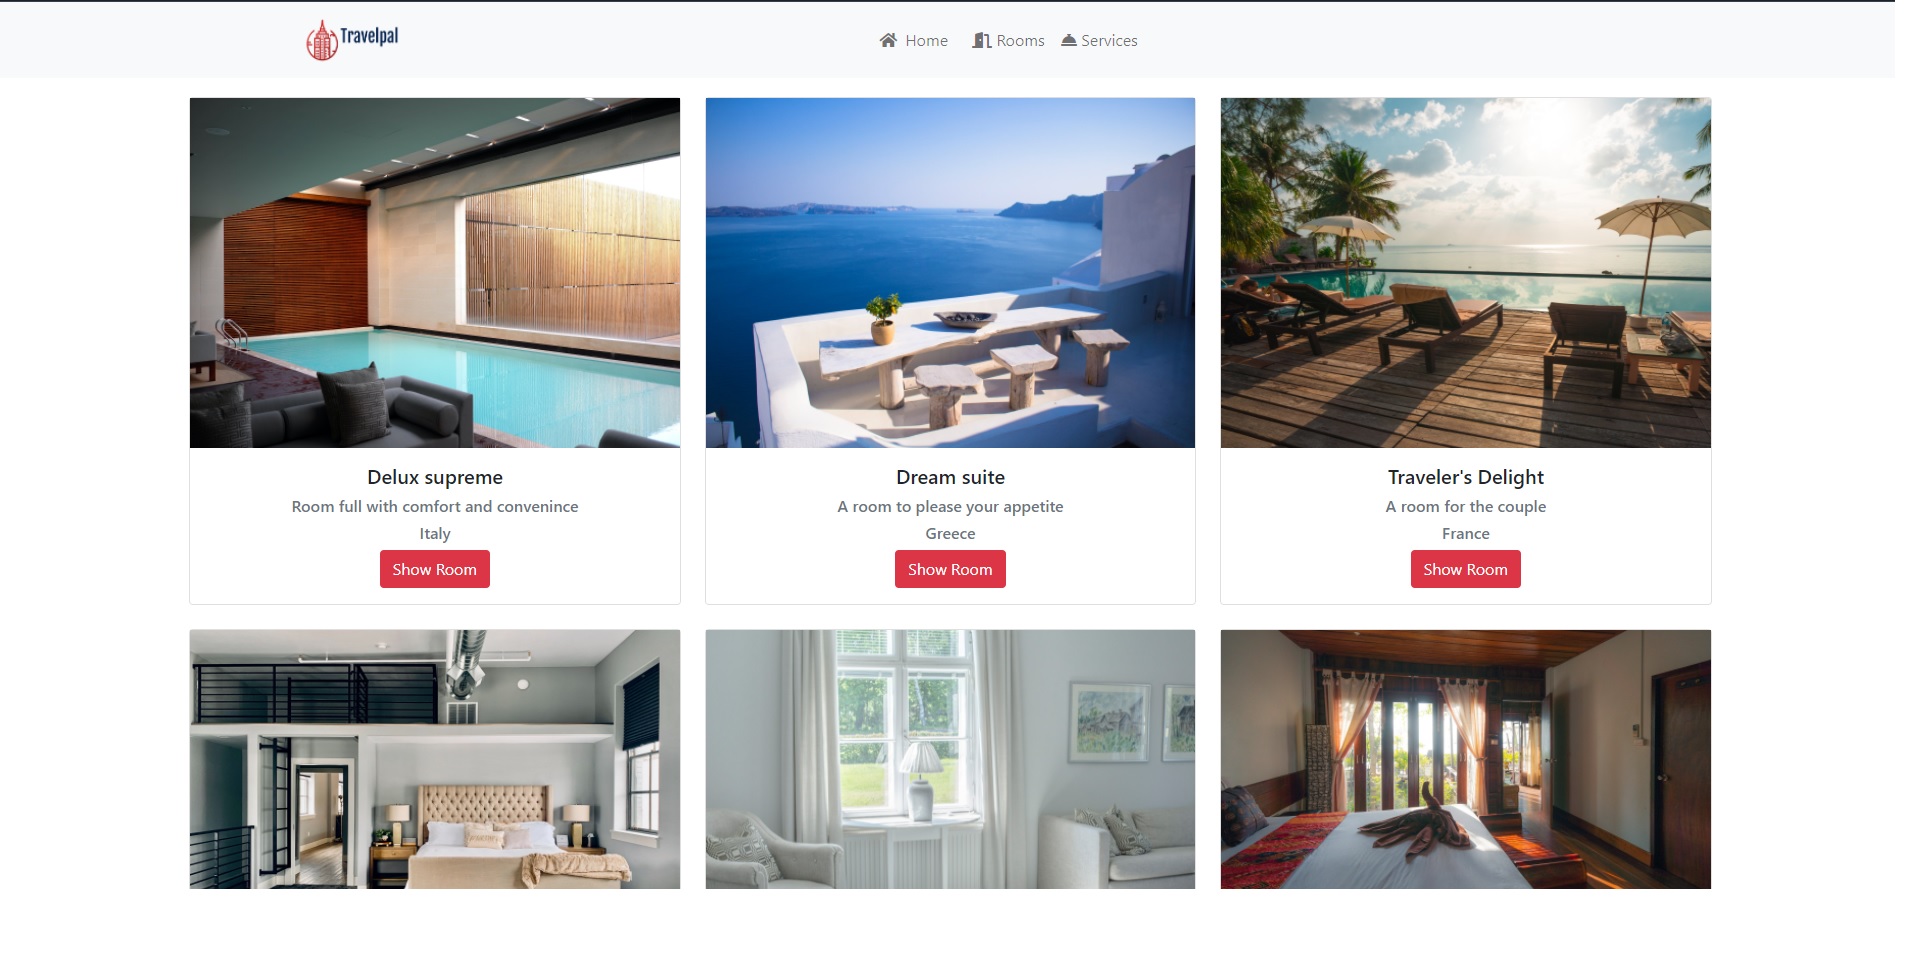 Travelpal
Home Rooms Services
Delux supreme
Room full with comfort and convenince
Italy
Show Room
Dream suite
A room to please your appetite
Greece
Show Room
Traveler's Delight
A room for the couple
France
Show Room